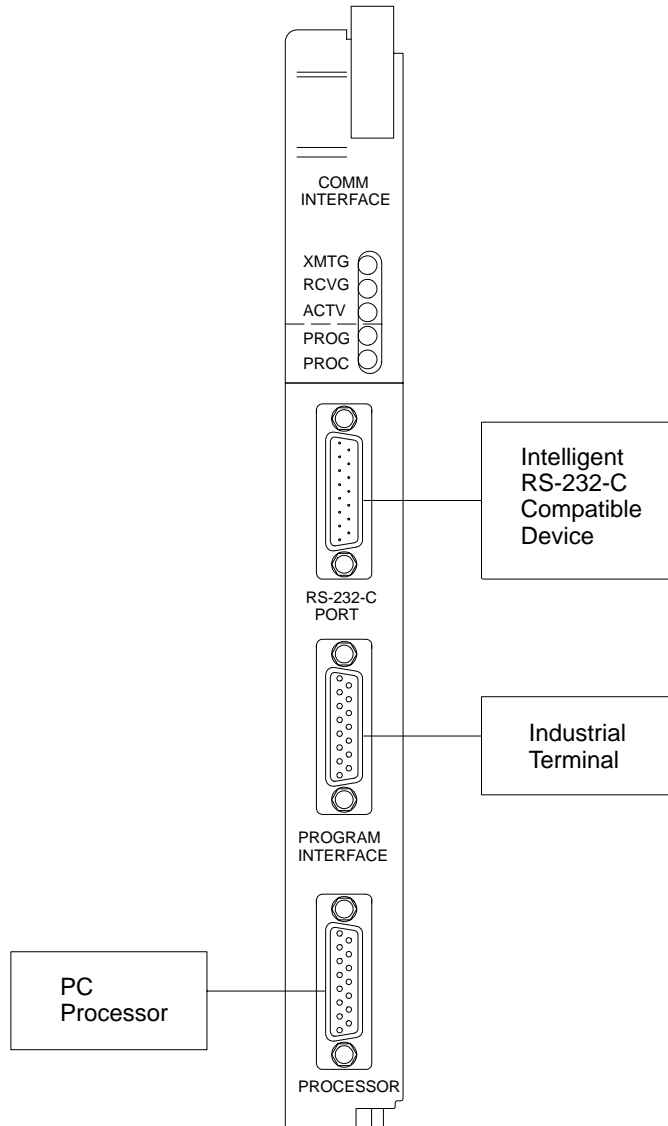 COMM
INTERFACE
XMTG
RCVG
ACTV
PROG
PROC
Intelligent
RS-232-C
Compatible
Device
RS-232-C
PORT
Industrial
Terminal
PROGRAM
INTERFACE
PC
Processor
PROCESSOR